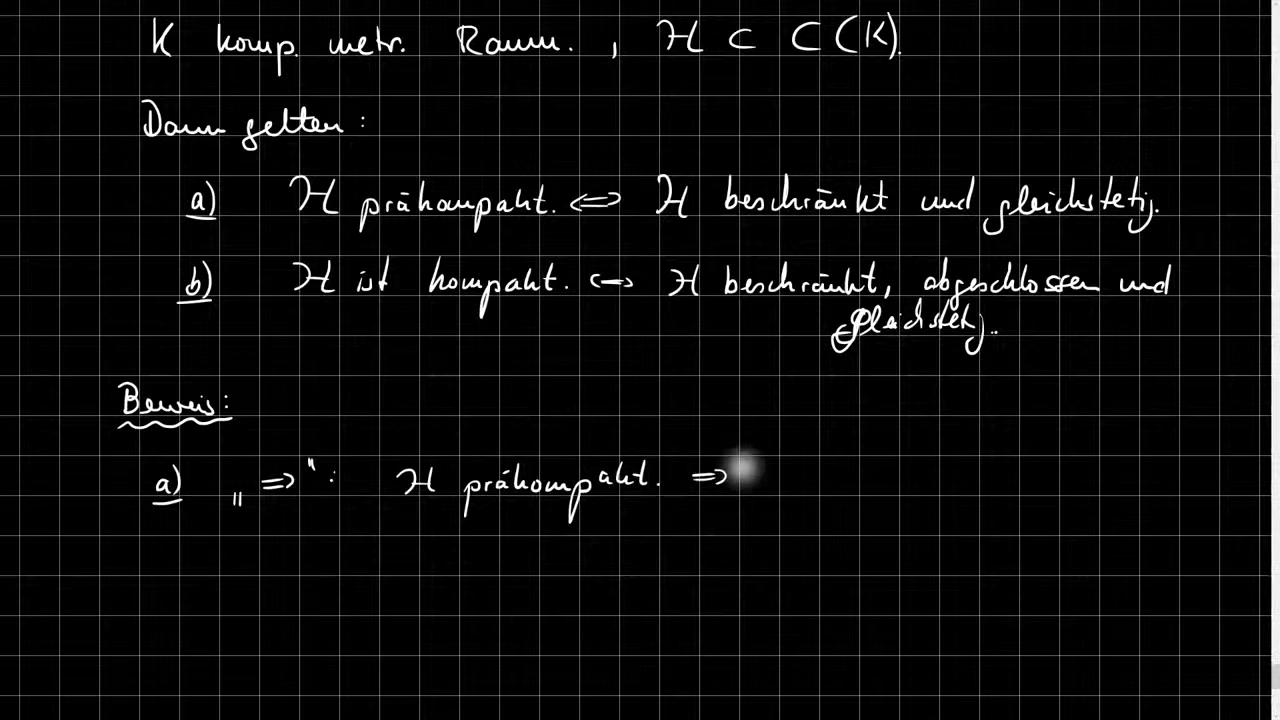 K komp. metr. Raum. , H ⊂ C(K).
Dann gelten :
a) H präkompakt. ⇔ H beschränkt und gleichstetig.
b) H ist kompakt. ⇔ H beschränkt, abgeschlossen und
gleichstetig.
Beweis:
a) „⇒" : H präkompakt. ⇒